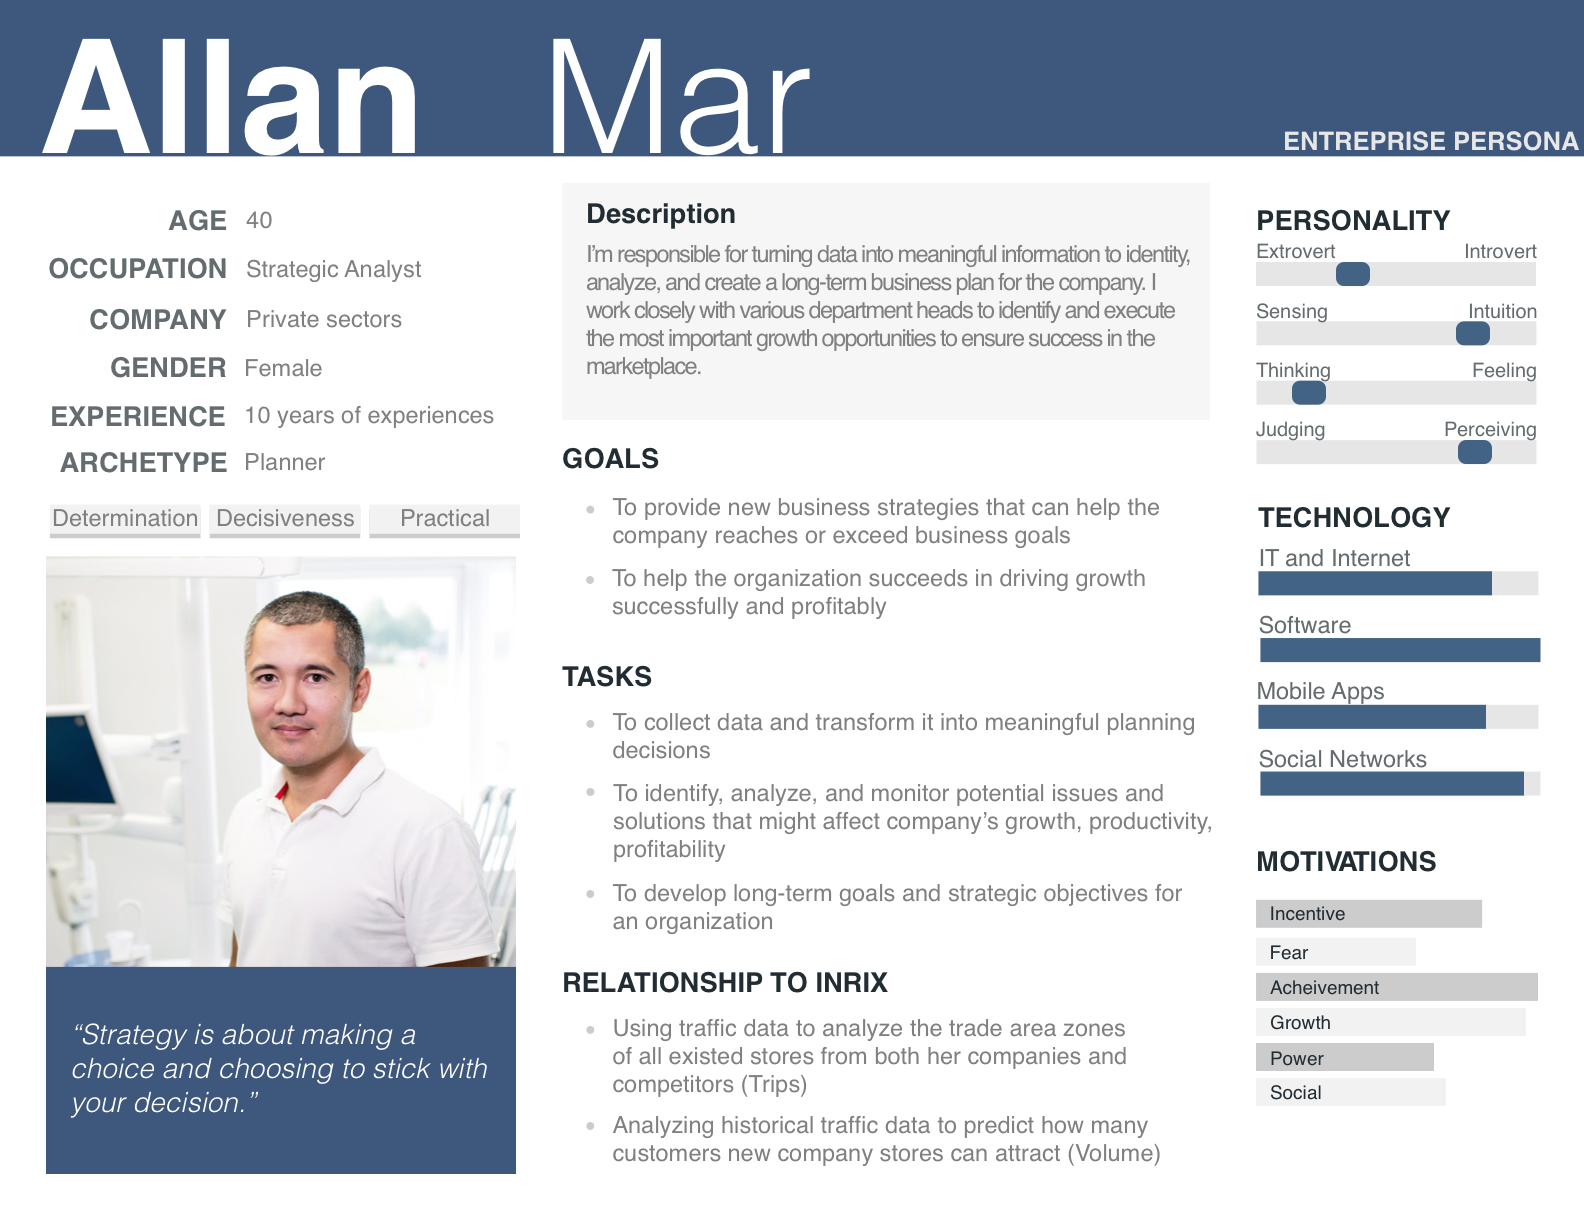 Allan Mar
ENTREPRISE PERSONA
AGE 40
OCCUPATION Strategic Analyst
COMPANY Private sectors
GENDER Female
EXPERIENCE 10 years of experiences
ARCHETYPE Planner
Determination Decisiveness Practical
“Strategy is about making a
choice and choosing to stick with
your decision.”
Description
I’m responsible for turning data into meaningful information to identity,
analyze, and create a long-term business plan for the company. I
work closely with various department heads to identify and execute
the most important growth opportunities to ensure success in the
marketplace.
GOALS
• To provide new business strategies that can help the
company reaches or exceed business goals
• To help the organization succeeds in driving growth
successfully and profitably
TASKS
• To collect data and transform it into meaningful planning
decisions
• To identify, analyze, and monitor potential issues and
solutions that might affect company’s growth, productivity,
profitability
• To develop long-term goals and strategic objectives for
an organization
RELATIONSHIP TO INRIX
• Using traffic data to analyze the trade area zones
of all existed stores from both her companies and
competitors (Trips)
• Analyzing historical traffic data to predict how many
customers new company stores can attract (Volume)
PERSONALITY
Extrovert Introvert
Sensing Intuition
Thinking Feeling
Judging Perceiving
TECHNOLOGY
IT and Internet
Software
Mobile Apps
Social Networks
MOTIVATIONS
Incentive
Fear
Acheivement
Growth
Power
Social